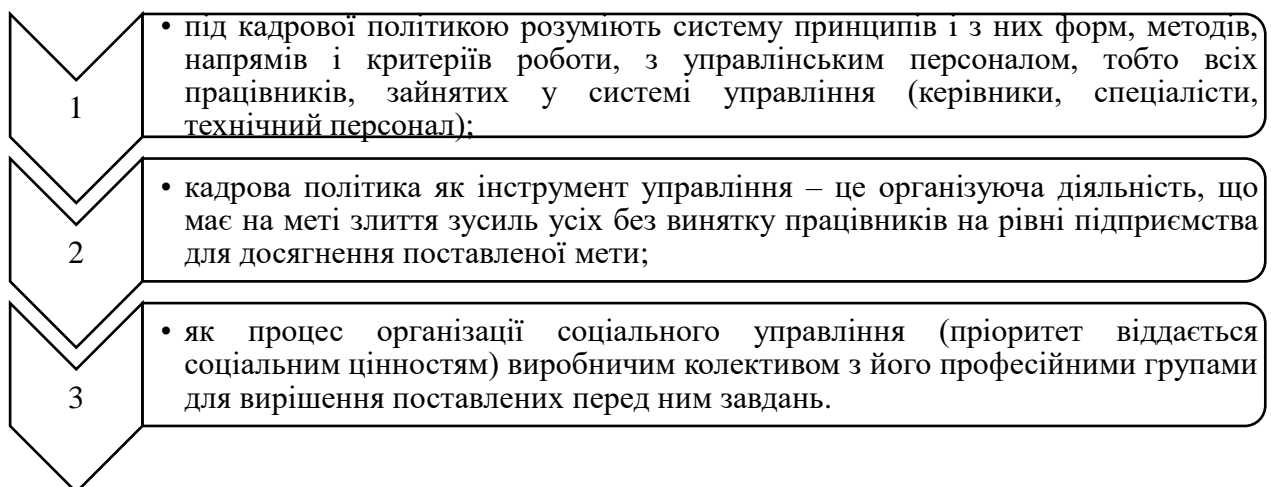 1
• під кадрової політикою розуміють систему принципів і з них форм, методів,
напрямів і критеріїв роботи, з управлінським персоналом, тобто всіх
працівників, зайнятих у системі управління (керівники, спеціалісти,
технічний персонал);
2
• кадрова політика як інструмент управління – це організуюча діяльність, що
має на меті злиття зусиль усіх без винятку працівників на рівні підприємства
для досягнення поставленої мети;
3
• як процес організації соціального управління (пріоритет віддається
соціальним цінностям) виробничим колективом з його професійними групами
для вирішення поставлених перед ним завдань.